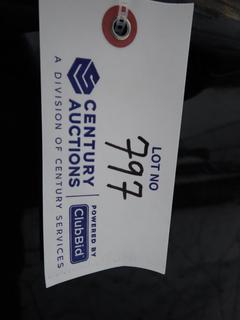 LOT NO
797
CENTURY
AUCTIONS
POWERED BY
ClubBid
A DIVISION OF CENTURY SERVICES